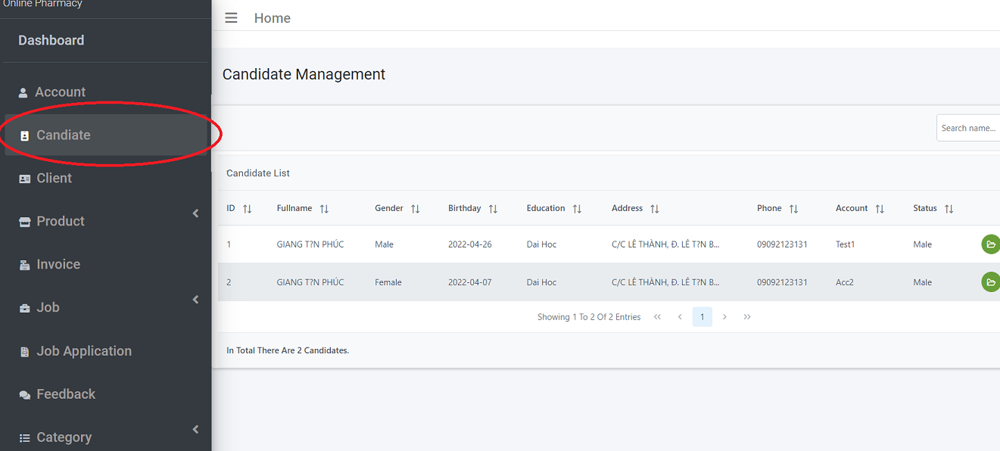 Online Pharmacy
Dashboard
Account
Candiate
Client
Product
Invoice
Job
Job Application
Feedback
Category
Home
Candidate Management
Search name...
Candidate List
ID Fullname Gender Birthday Education Address Phone Account Status
1 GIANG T?N PHÚC Male 2022-04-26 Dai Hoc C/C LÊ THÀNH, Đ. LÊ T?N B... 09092123131 Test1 Male
2 GIANG T?N PHÚC Female 2022-04-07 Dai Hoc C/C LÊ THÀNH, Đ. LÊ T?N B... 09092123131 Acc2 Male
Showing 1 To 2 Of 2 Entries 1
In Total There Are 2 Candidates.